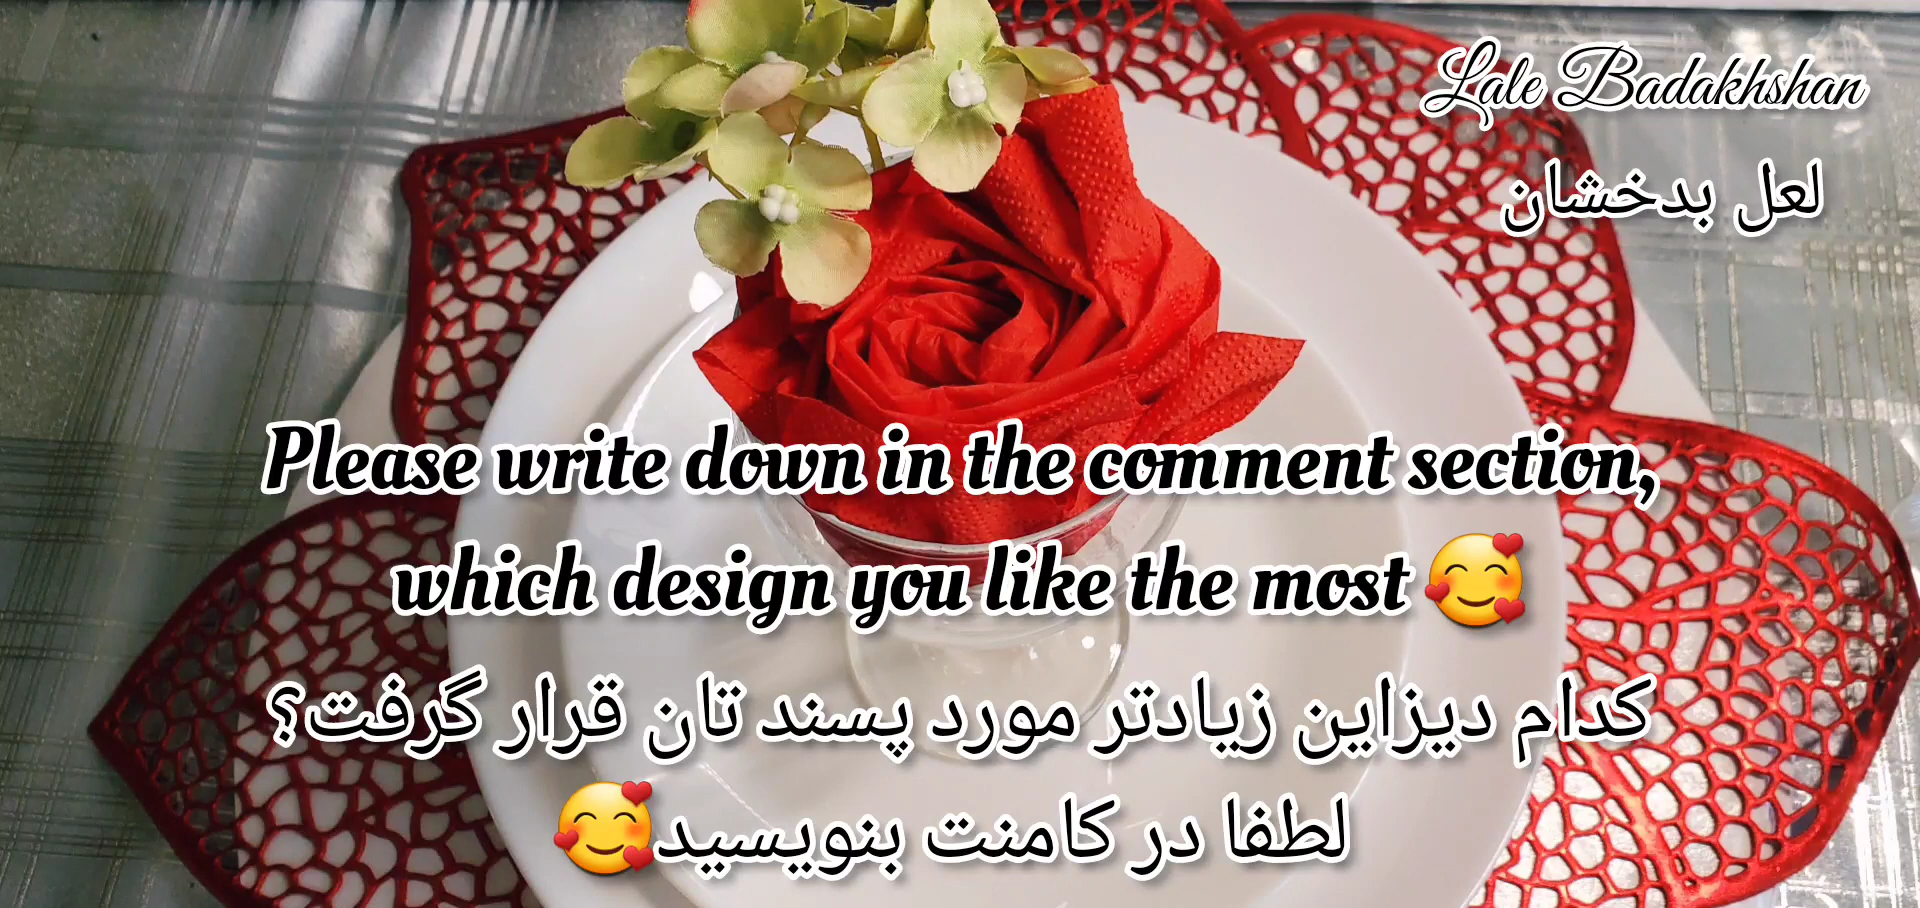 Lale Badakhshan
لعل بدخشان
Please write down in the comment section,
which design you like the most 🥰
کدام دیزاین زیادتر مورد پسند تان قرار گرفت؟
لطفا در کامنت بنویسید🥰